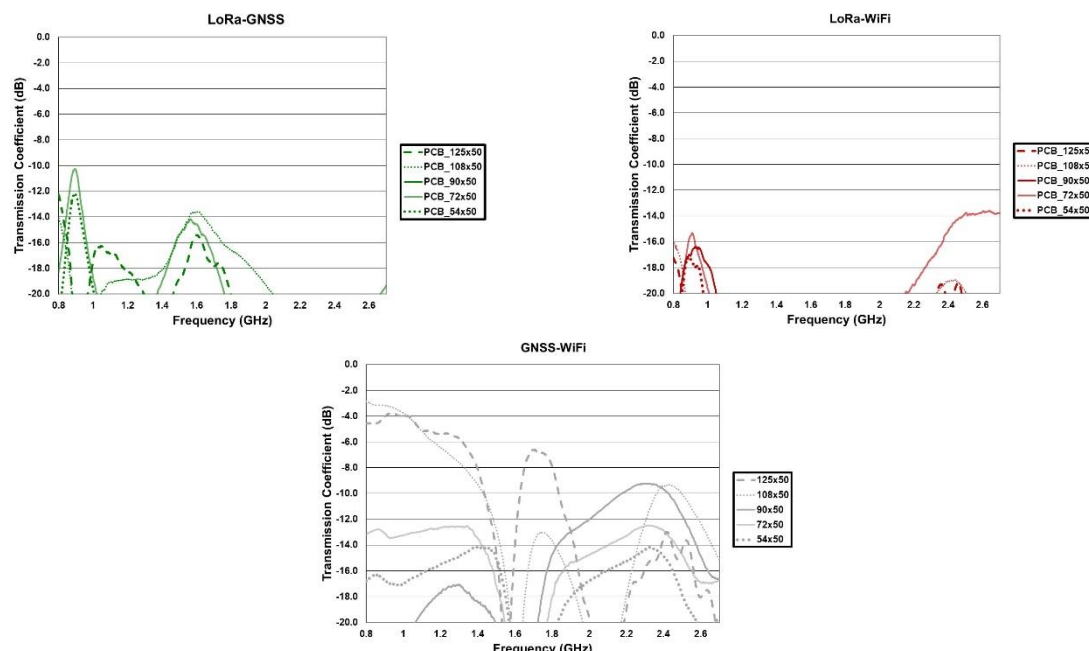 LoRa-GNSS
Transmission Coefficient (dB)
0.0
-2.0
-4.0
-6.0
-8.0
-10.0
-12.0
-14.0
-16.0
-18.0
-20.0
0.8 1 1.2 1.4 1.6 1.8 2 2.2 2.4 2.6
Frequency (GHz)
PCB_125x50
PCB_108x50
PCB_90x50
PCB_72x50
PCB_54x50
LoRa-WiFi
Transmission Coefficient (dB)
0.0
-2.0
-4.0
-6.0
-8.0
-10.0
-12.0
-14.0
-16.0
-18.0
-20.0
0.8 1 1.2 1.4 1.6 1.8 2 2.2 2.4 2.6
Frequency (GHz)
PCB_125x5
PCB_108x5
PCB_90x50
PCB_72x50
PCB_54x50
GNSS-WiFi
Transmission Coefficient (dB)
0.0
-2.0
-4.0
-6.0
-8.0
-10.0
-12.0
-14.0
-16.0
-18.0
-20.0
0.8 1 1.2 1.4 1.6 1.8 2 2.2 2.4 2.6
Frequency (GHz)
125x50
108x50
90x50
72x50
54x50